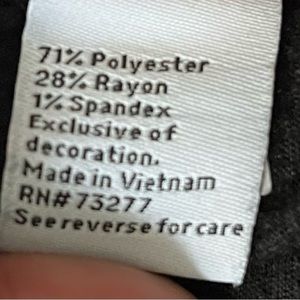 71% Polyester
28% Rayon
1% Spandex
Exclusive of
decoration.
Made in Vietnam
RN# 73277
See reverse for care